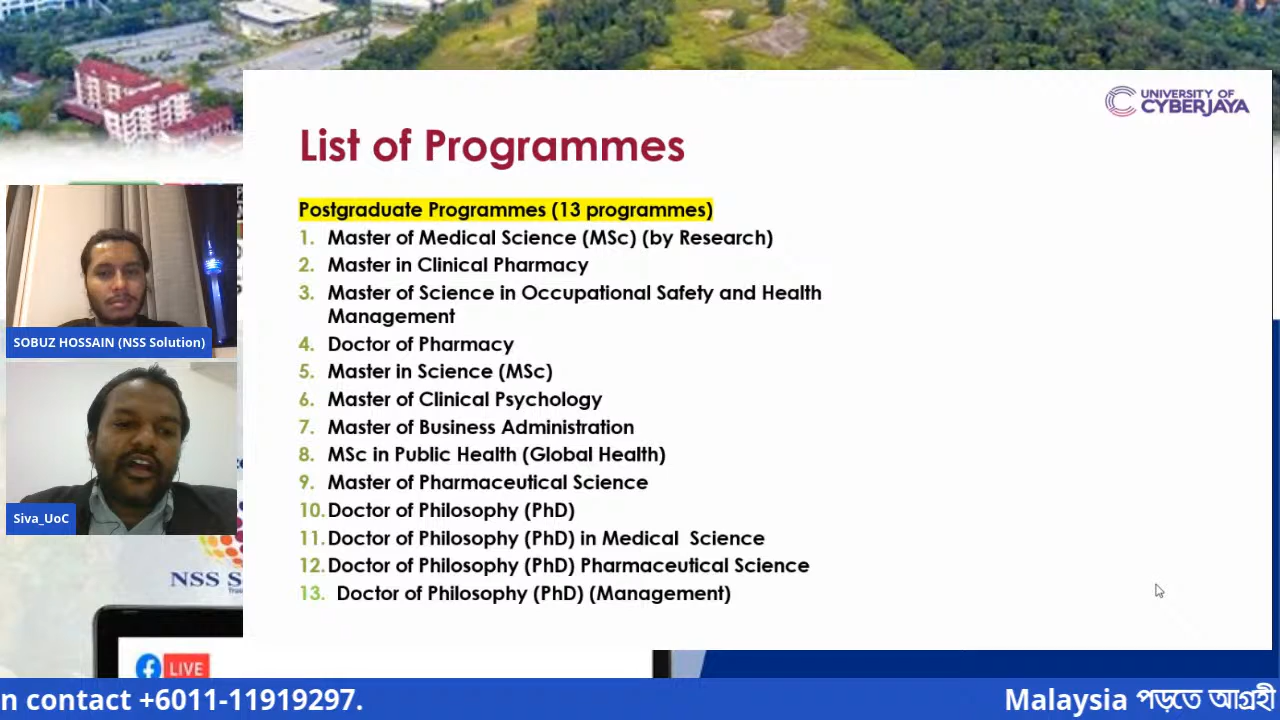 UNIVERSITY OF
CYBERJAYA
List of Programmes
Postgraduate Programmes (13 programmes)
1. Master of Medical Science (MSc) (by Research)
2. Master in Clinical Pharmacy
3. Master of Science in Occupational Safety and Health
Management
4. Doctor of Pharmacy
5. Master in Science (MSc)
6. Master of Clinical Psychology
7. Master of Business Administration
8. MSc in Public Health (Global Health)
9. Master of Pharmaceutical Science
10. Doctor of Philosophy (PhD)
11. Doctor of Philosophy (PhD) in Medical Science
12. Doctor of Philosophy (PhD) Pharmaceutical Science
13. Doctor of Philosophy (PhD) (Management)
SOBUZ HOSSAIN (NSS Solution)
Siva_UoC
NSS S
LIVE
n contact +6011-11919297.
Malaysia পড়তে আগ্রহী